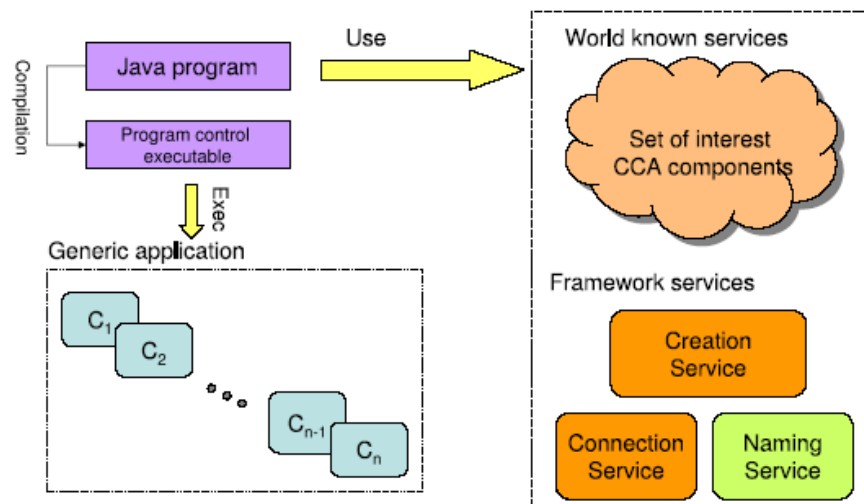 Use
World known services
Java program
Compilation
Program control
executable
Set of interest
CCA components
Exec
Generic application
Framework services
C1
C2
Creation
Service
Cn-1
Cn
Connection
Service
Naming
Service